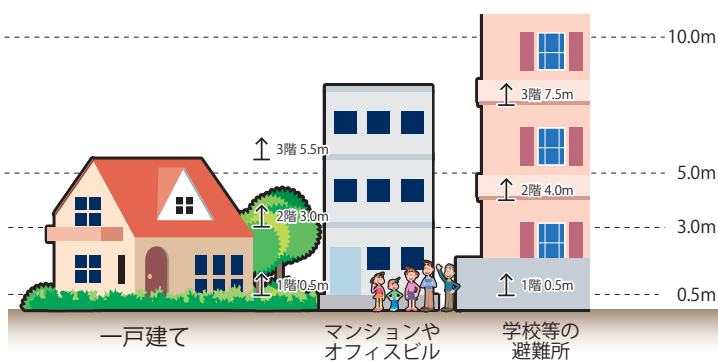 10.0m
3階 7.5m
3階 5.5m
5.0m
2階 4.0m
2階 3.0m
3.0m
1階 0.5m
1階 0.5m
0.5m
一戸建て
マンションや
オフィスビル
学校等の
避難所